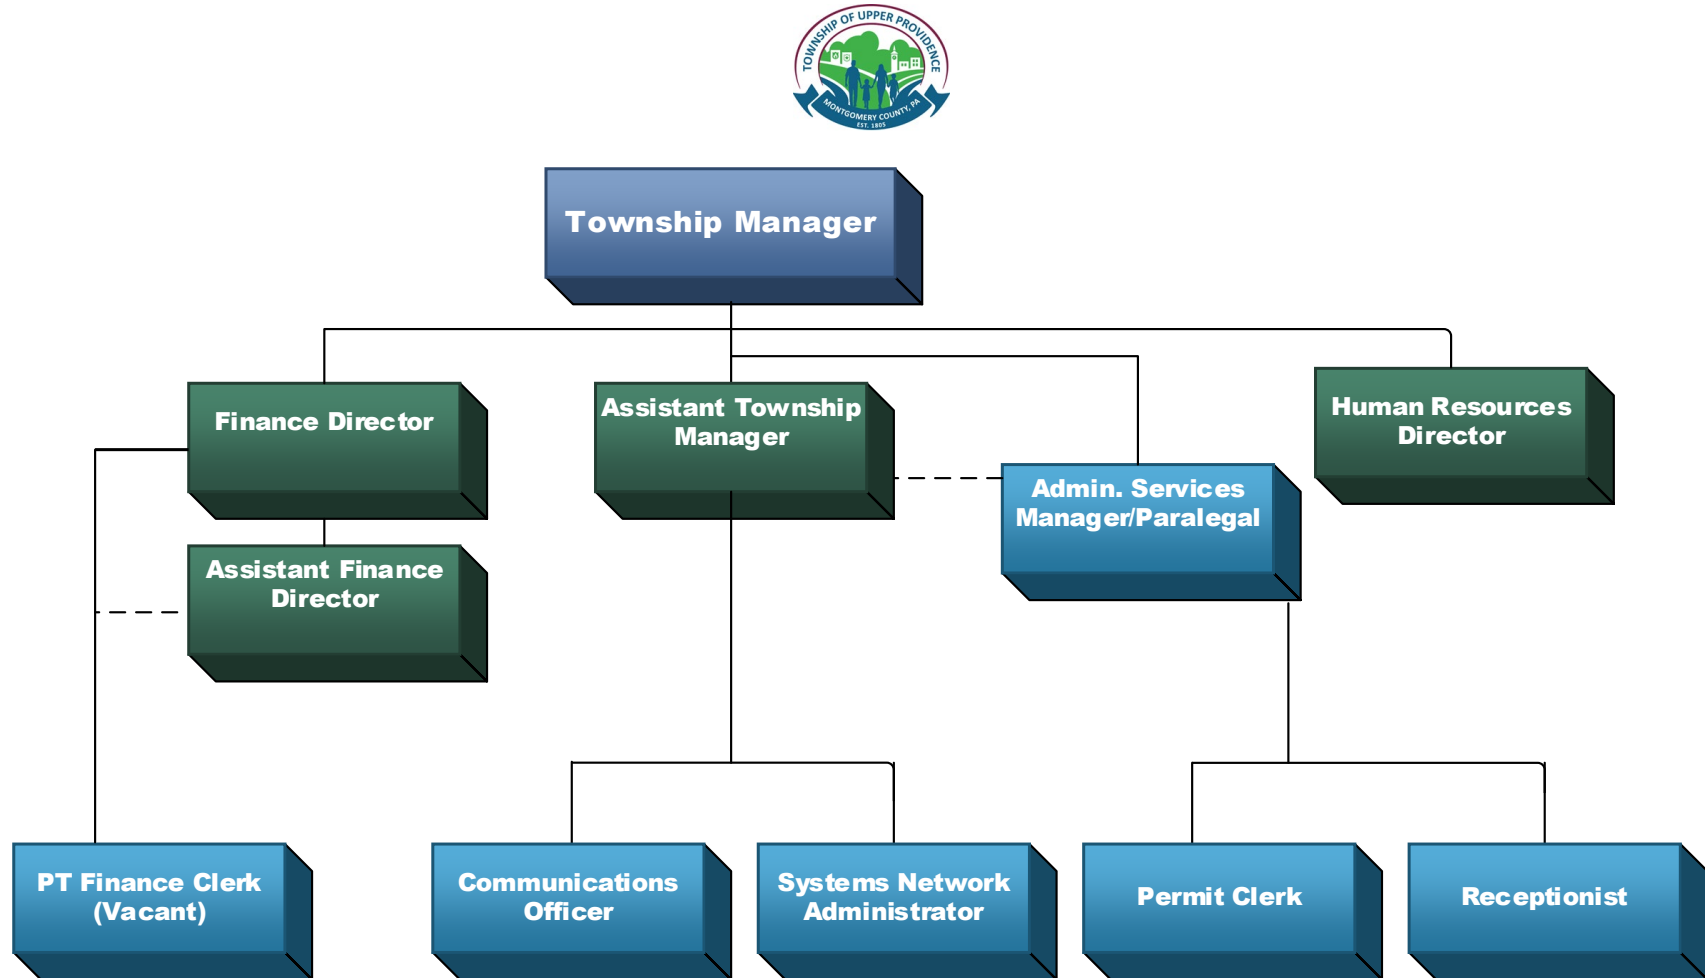 TOWNSHIP OF UPPER PROVIDENCE
MONTGOMERY COUNTY, PA
EST. 1805
Township Manager
Finance Director
Assistant Township
Manager
Human Resources
Director
Admin. Services
Manager/Paralegal
Assistant Finance
Director
PT Finance Clerk
(Vacant)
Communications
Officer
Systems Network
Administrator
Permit Clerk
Receptionist